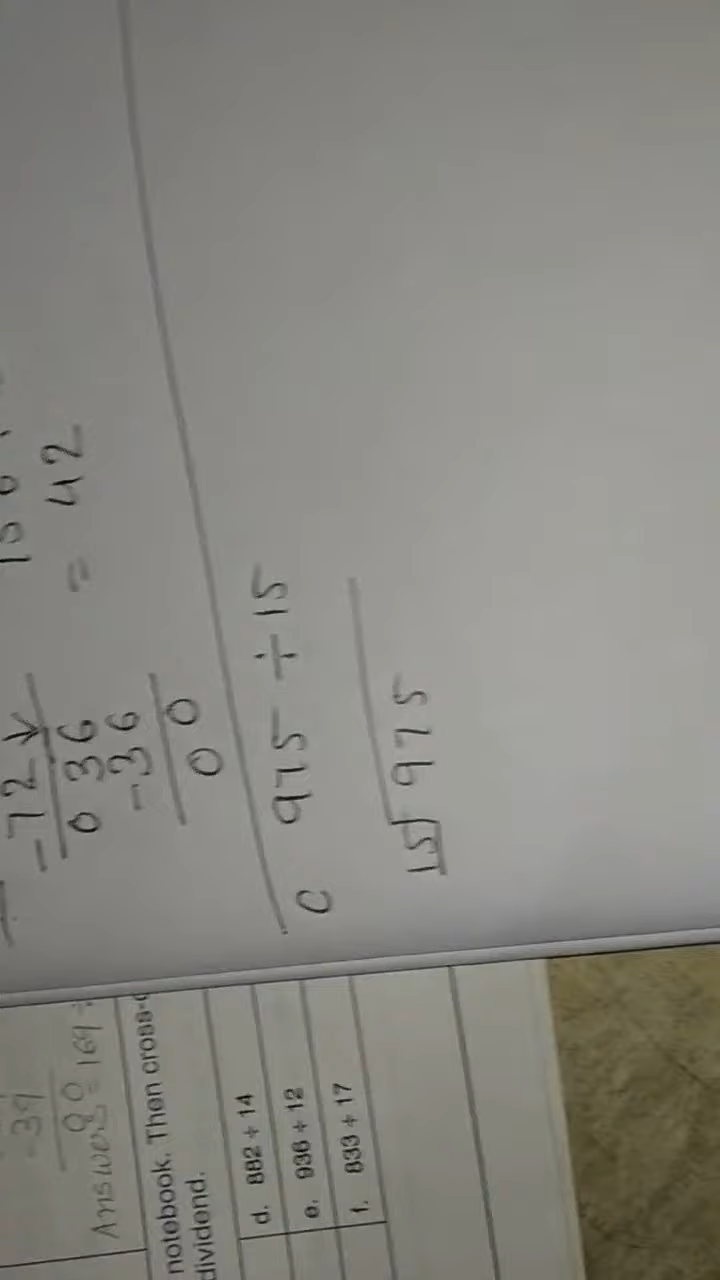 -72
036
-36
00
= 42
C 975 ÷ 15
15) 975
-39
00
Answer = 169 ÷
notebook. Then cross-c
dividend.
d. 882 ÷ 14
e. 936 ÷ 12
f. 833 ÷ 17